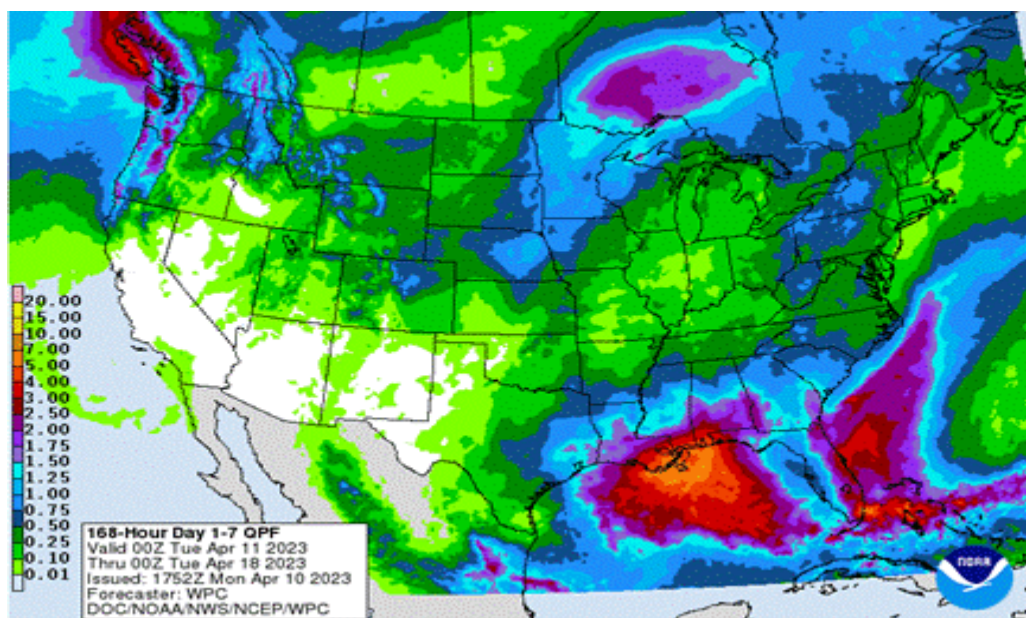 20.00
15.00
10.00
7.00
5.00
4.00
3.00
2.50
2.00
1.75
1.50
1.25
1.00
0.75
0.50
0.25
0.10
0.01
168-Hour Day 1-7 QPF
Valid 00Z Tue Apr 11 2023
Thru 00Z Tue Apr 18 2023
Issued: 1752Z Mon Apr 10 2023
Forecaster: WPC
DOC/NOAA/NWS/NCEP/WPC
NOAA